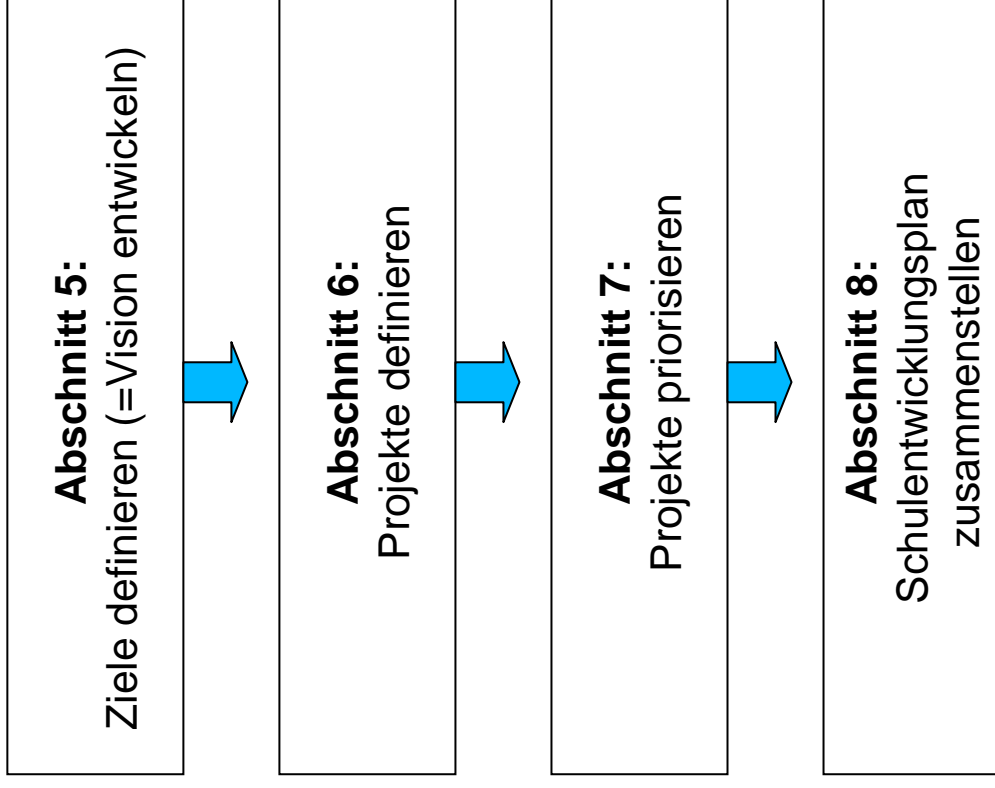 Abschnitt 5:
Ziele definieren (=Vision entwickeln)
Abschnitt 6:
Projekte definieren
Abschnitt 7:
Projekte priorisieren
Abschnitt 8:
Schulentwicklungsplan
zusammenstellen